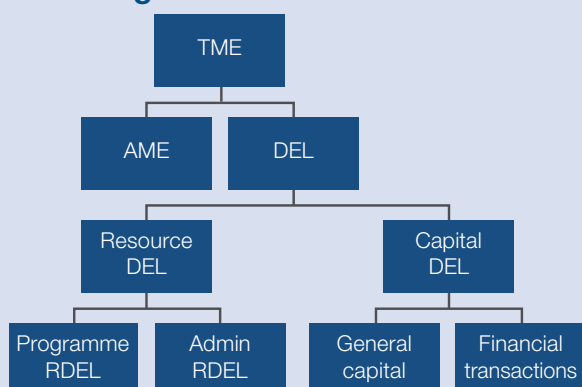 TME
AME
DEL
Resource
DEL
Capital
DEL
Programme
RDEL
Admin
RDEL
General
capital
Financial
transactions